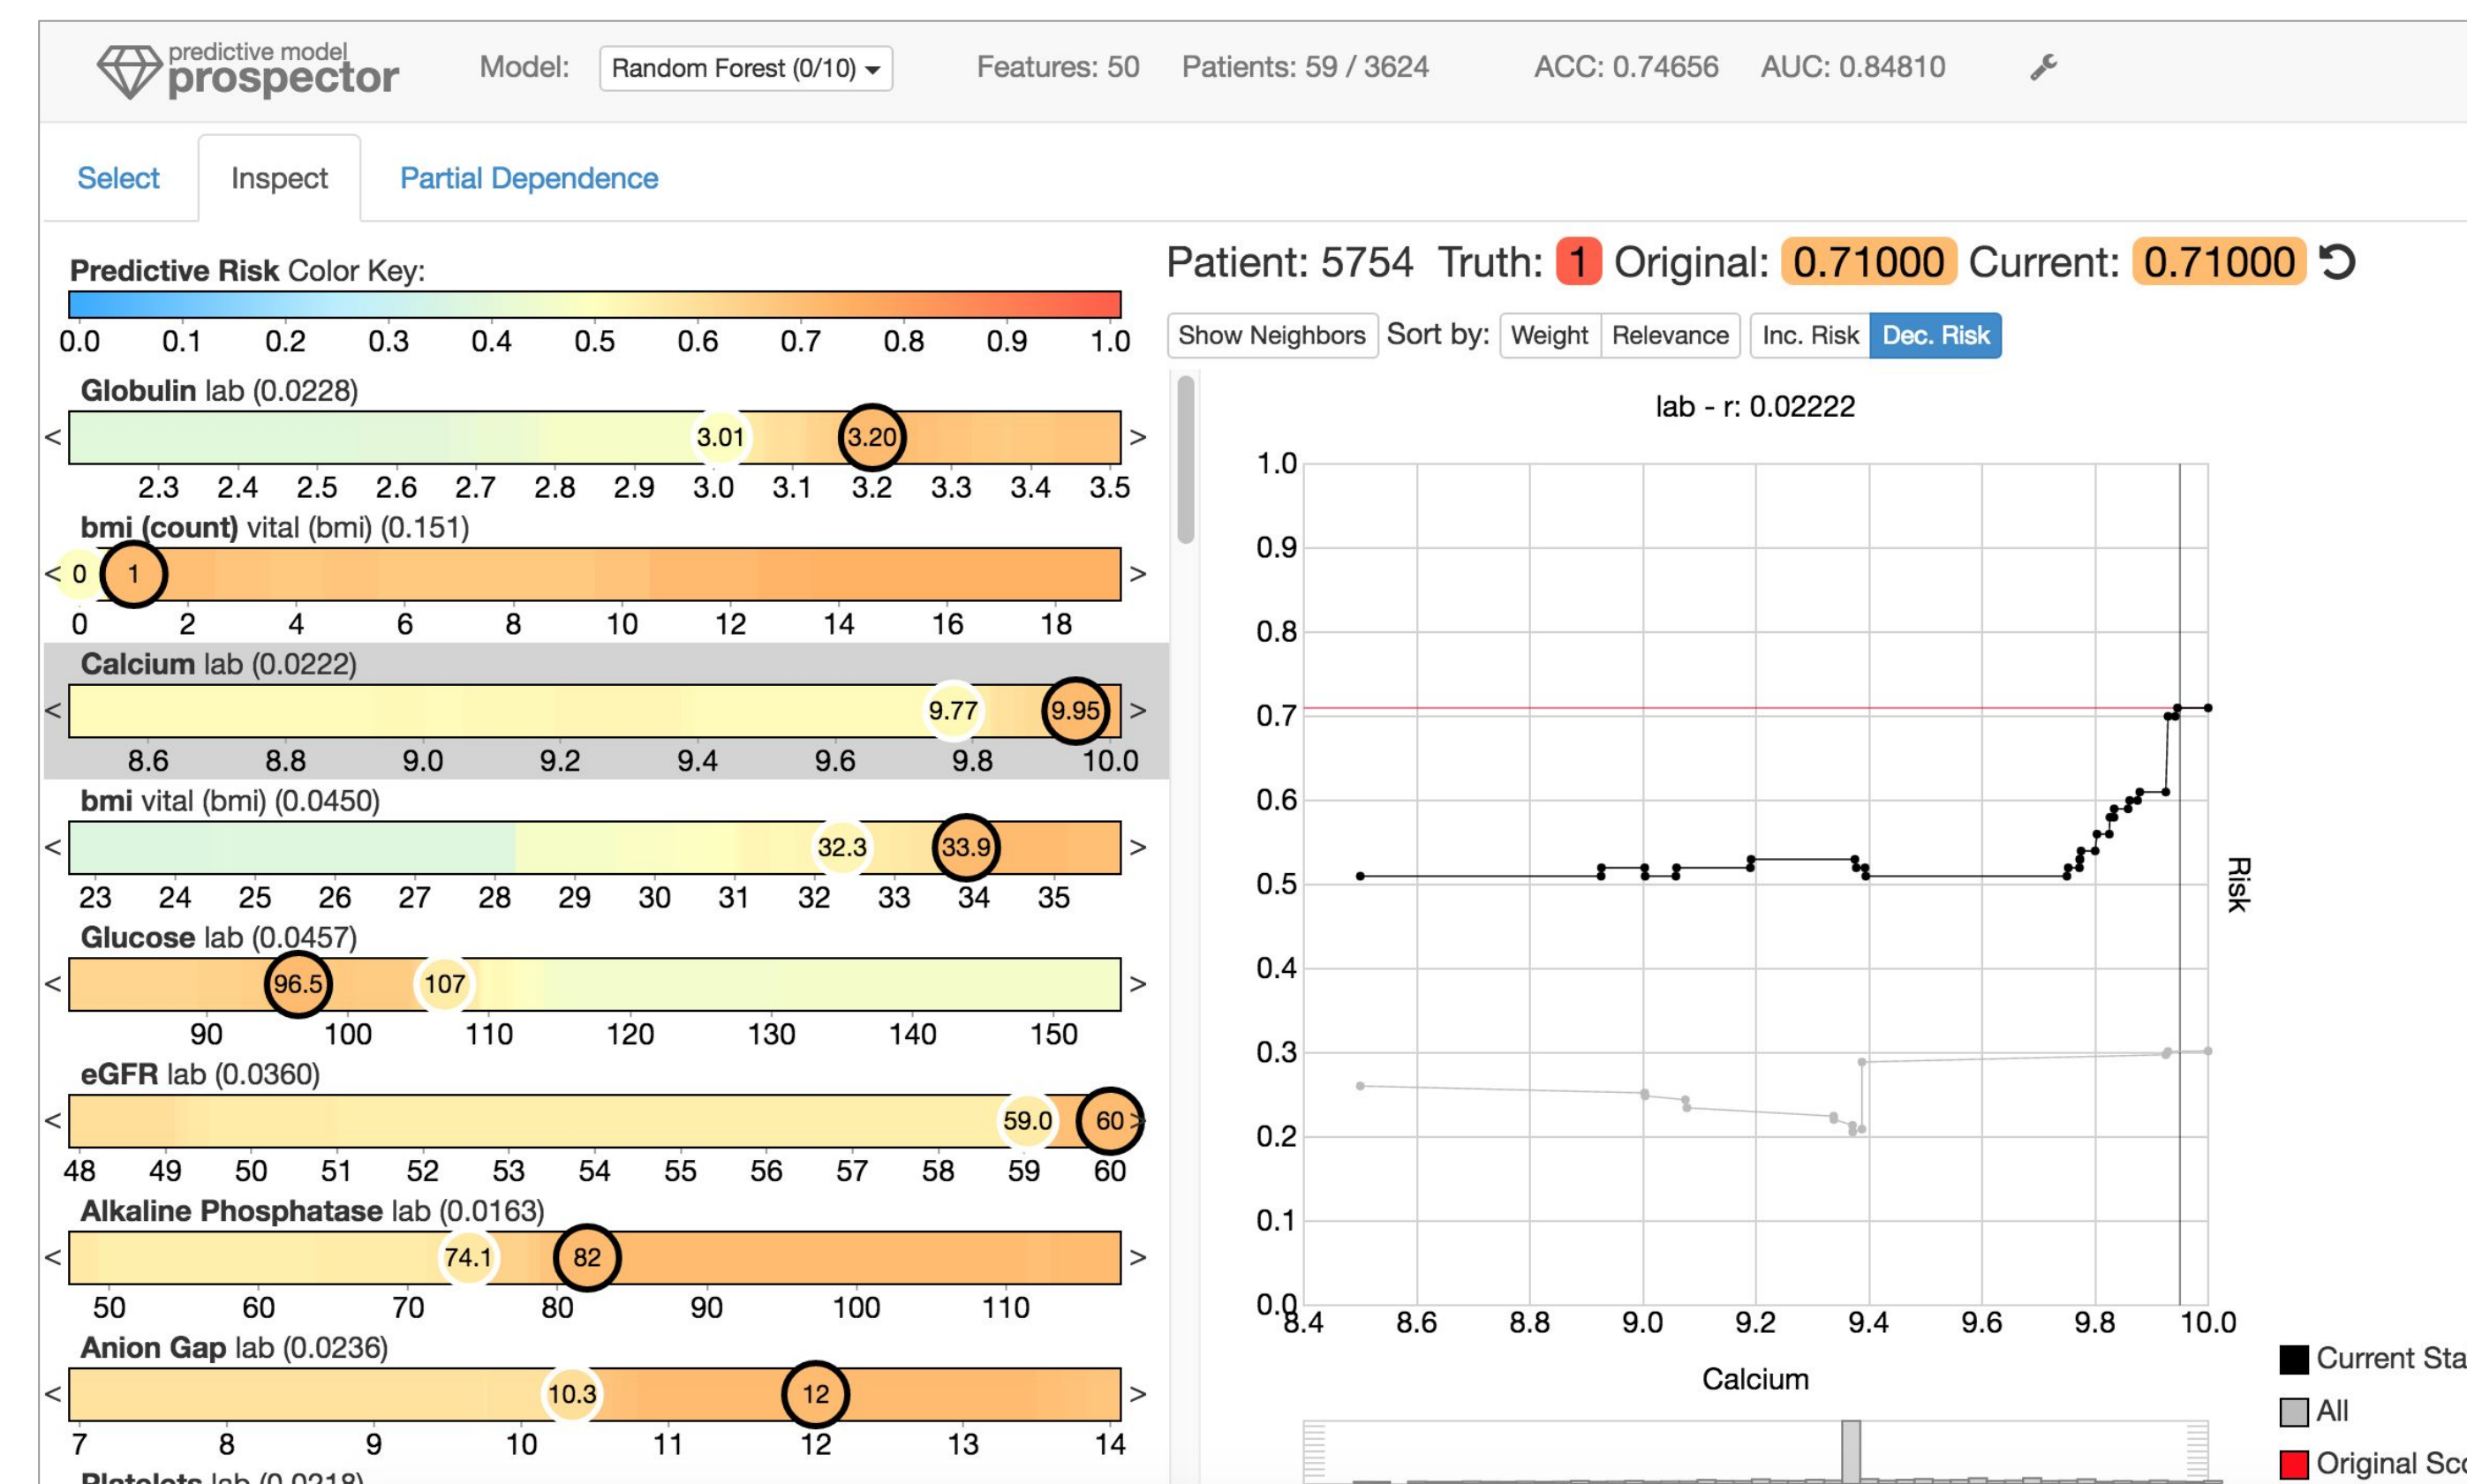 predictive model
prospector
Model: Random Forest (0/10) Features: 50 Patients: 59 / 3624 ACC: 0.74656 AUC: 0.84810
Select Inspect Partial Dependence
Predictive Risk Color Key:
0.0 0.1 0.2 0.3 0.4 0.5 0.6 0.7 0.8 0.9 1.0
Globulin lab (0.0228)
< 3.01 3.20 >
2.3 2.4 2.5 2.6 2.7 2.8 2.9 3.0 3.1 3.2 3.3 3.4 3.5
bmi (count) vital (bmi) (0.151)
< 0 1 >
0 2 4 6 8 10 12 14 16 18
Calcium lab (0.0222)
< 9.77 9.95 >
8.6 8.8 9.0 9.2 9.4 9.6 9.8 10.0
bmi vital (bmi) (0.0450)
< 32.3 33.9 >
23 24 25 26 27 28 29 30 31 32 33 34 35
Glucose lab (0.0457)
< 96.5 107 >
90 100 110 120 130 140 150
eGFR lab (0.0360)
< 59.0 60 >
48 49 50 51 52 53 54 55 56 57 58 59 60
Alkaline Phosphatase lab (0.0163)
< 74.1 82 >
50 60 70 80 90 100 110
Anion Gap lab (0.0236)
< 10.3 12 >
7 8 9 10 11 12 13 14
Platelets lab (0.0218)
Patient: 5754 Truth: 1 Original: 0.71000 Current: 0.71000
Show Neighbors Sort by: Weight Relevance Inc. Risk Dec. Risk
lab - r: 0.02222
1.0
0.9
0.8
0.7
0.6
0.5
0.4
0.3
0.2
0.1
0.0
8.4 8.6 8.8 9.0 9.2 9.4 9.6 9.8 10.0
Risk
Calcium
Current Sta
All
Original Sco